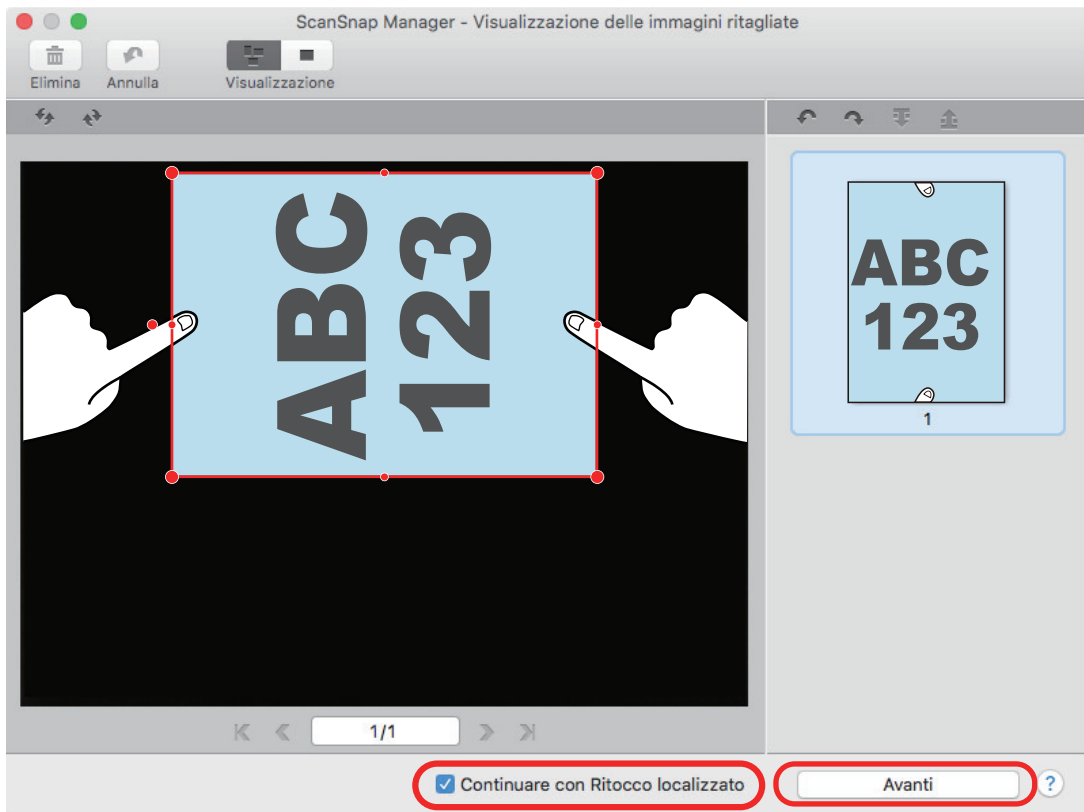 ScanSnap Manager - Visualizzazione delle immagini ritagliate
Elimina Annulla Visualizzazione
ABC
123
ABC
123
1
1/1
Continuare con Ritocco localizzato Avanti ?